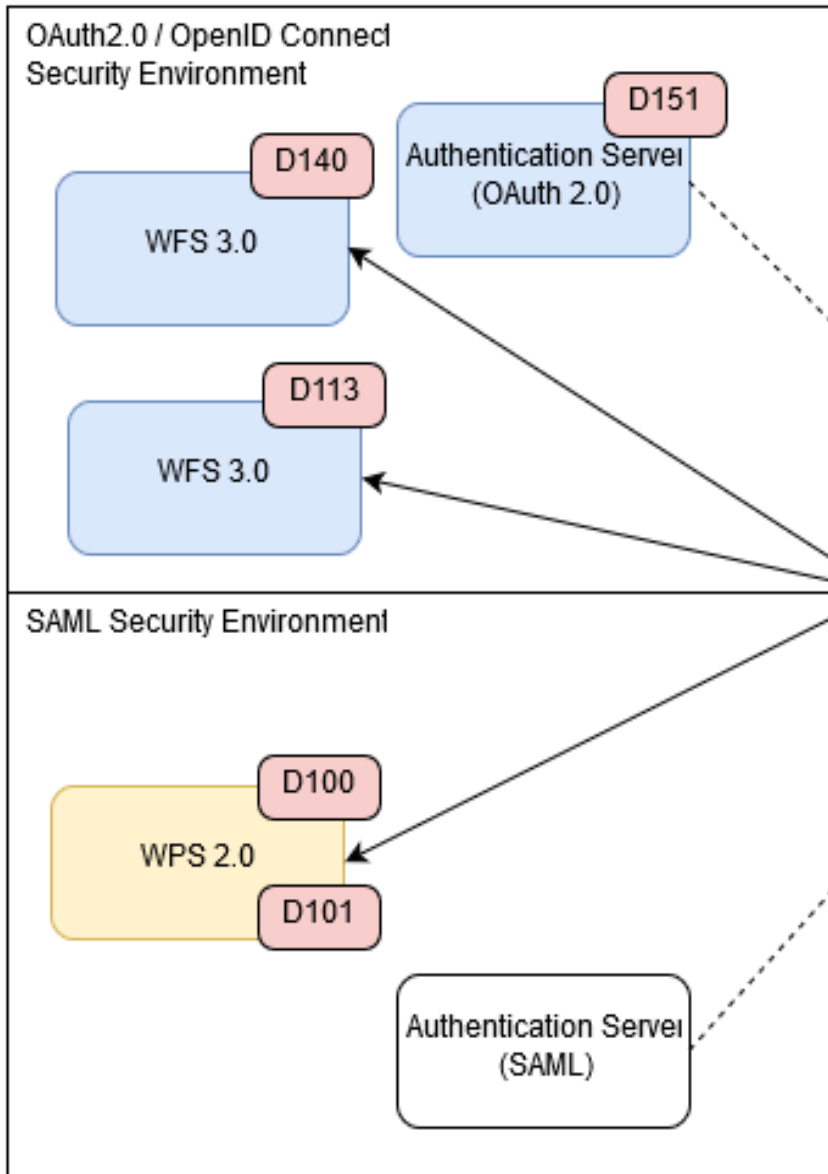 OAuth2.0 / OpenID Connect
Security Environment
D151
Authentication Server
(OAuth 2.0)
D140
WFS 3.0
D113
WFS 3.0
SAML Security Environment
D100
WPS 2.0
D101
Authentication Server
(SAML)